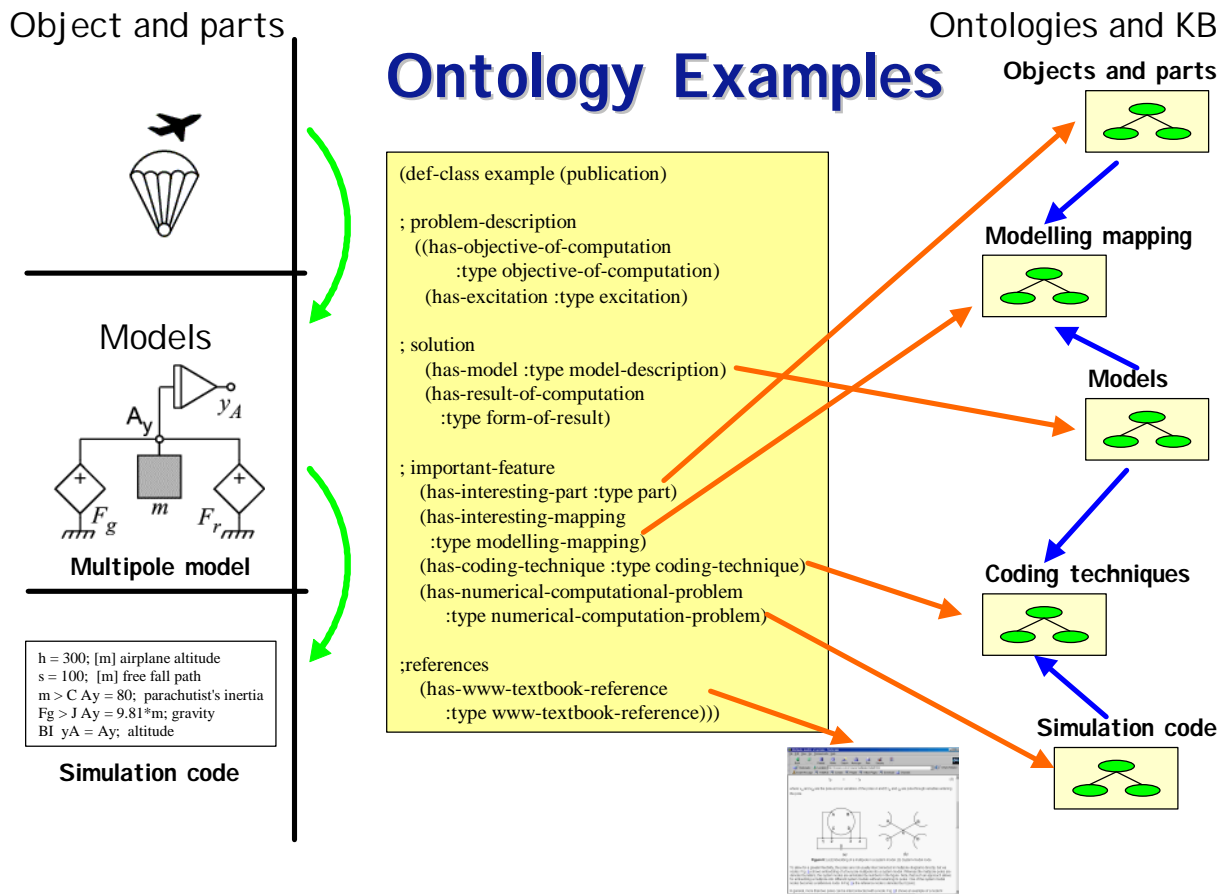 Object and parts
Ontologies and KB
Ontology Examples
Objects and parts
(def-class example (publication)
; problem-description
((has-objective-of-computation
:type objective-of-computation)
(has-excitation :type excitation)
; solution
(has-model :type model-description)
(has-result-of-computation
:type form-of-result)
; important-feature
(has-interesting-part :type part)
(has-interesting-mapping
:type modelling-mapping)
(has-coding-technique :type coding-technique)
(has-numerical-computational-problem
:type numerical-computation-problem)
;references
(has-www-textbook-reference
:type www-textbook-reference)))
Modelling mapping
Models
Coding techniques
Simulation code
Models
A_y
y_A
+
F_g
m
+
F_r
Multipole model
h = 300; [m] airplane altitude
s = 100; [m] free fall path
m > C Ay = 80; parachutist's inertia
Fg > J Ay = 9.81*m; gravity
BI yA = Ay; altitude
Simulation code